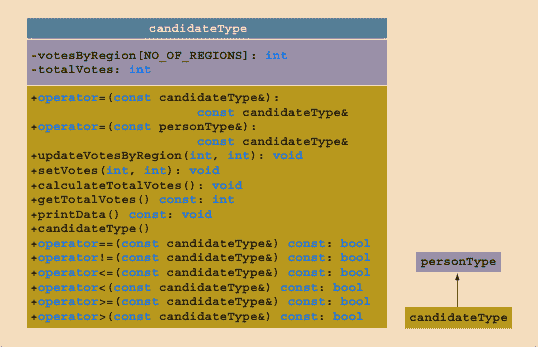 candidateType
-votesByRegion[NO_OF_REGIONS]: int
-totalVotes: int
+operator=(const candidateType&):
const candidateType&
+operator=(const personType&):
const candidateType&
+updateVotesByRegion(int, int): void
+setVotes(int, int): void
+calculateTotalVotes(): void
+getTotalVotes() const: int
+printData() const: void
+candidateType()
+operator==(const candidateType&) const: bool
+operator!=(const candidateType&) const: bool
+operator<=(const candidateType&) const: bool
+operator<(const candidateType&) const: bool
+operator>=(const candidateType&) const: bool
+operator>(const candidateType&) const: bool
personType
candidateType